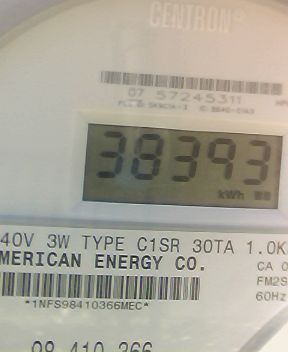 CENTRON®
07 57245311
38393
kWh
40V 3W TYPE C1SR 30TA 1.0K
MERICAN ENERGY CO.
CA 0
FM2S
60Hz
*1NFS98410366MEC*
98 410 366